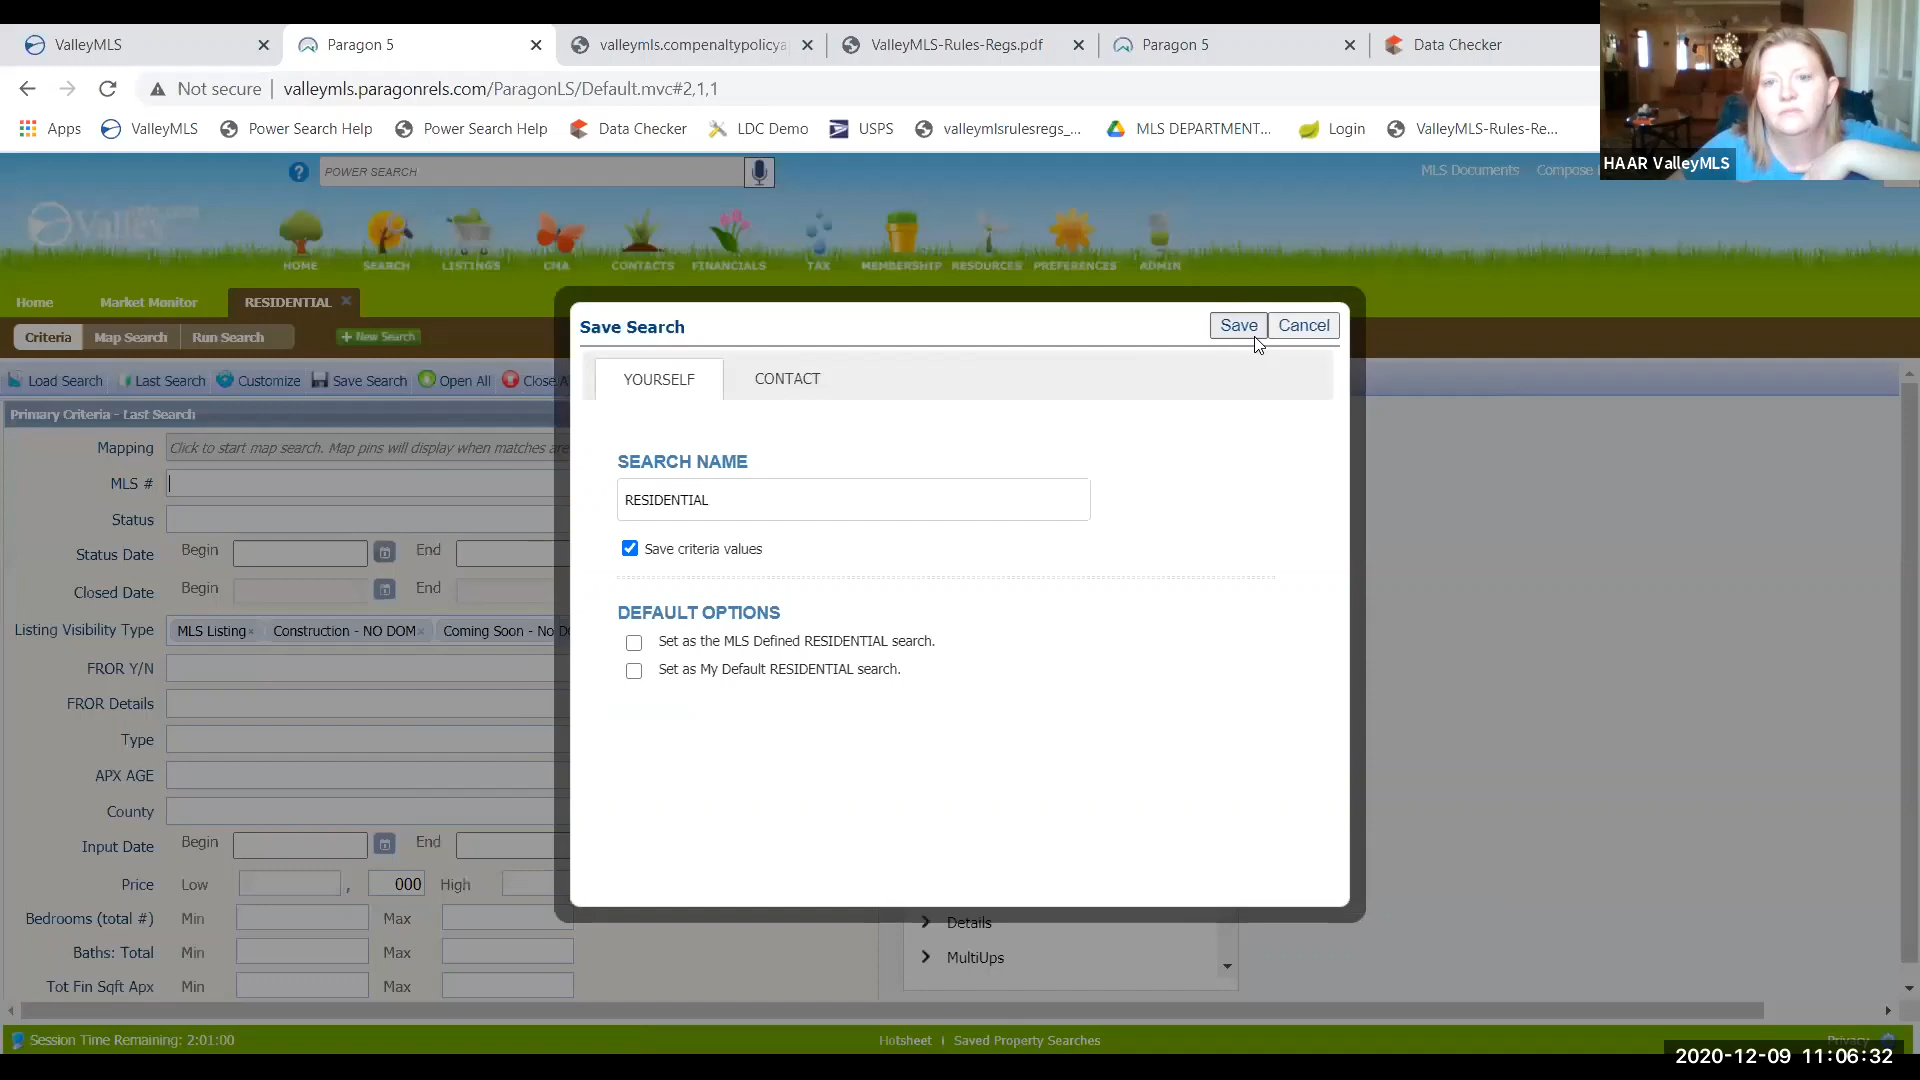 ValleyMLS
Paragon 5
valleymls.compenaltypolicya
ValleyMLS-Rules-Regs.pdf
Paragon 5
Data Checker
Not secure
valleymls.paragonrels.com/ParagonLS/Default.mvc#2,1,1
Apps
ValleyMLS
Power Search Help
Power Search Help
Data Checker
LDC Demo
USPS
valleymlsrulesregs_...
MLS DEPARTMENT...
Login
ValleyMLS-Rules-Re...
HAAR ValleyMLS
POWER SEARCH
MLS Documents
Compose
Valley
HOME
SEARCH
LISTINGS
CMA
CONTACTS
FINANCIALS
TAX
MEMBERSHIP
RESOURCES
PREFERENCES
ADMIN
Home
Market Monitor
RESIDENTIAL
Criteria
Map Search
Run Search
+ New Search
Load Search
Last Search
Customize
Save Search
Open All
Close A
Primary Criteria - Last Search
Mapping
Click to start map search. Map pins will display when matches are
MLS #
Status
Status Date Begin End
Closed Date Begin End
Listing Visibility Type MLS Listing Construction - NO DOM Coming Soon - No DO
FROR Y/N
FROR Details
Type
APX AGE
County
Input Date Begin End
Price Low , 000 High
Bedrooms (total #) Min Max
Baths: Total Min Max
Tot Fin Sqft Apx Min Max
Save Search
Save
Cancel
YOURSELF
CONTACT
SEARCH NAME
RESIDENTIAL
Save criteria values
DEFAULT OPTIONS
Set as the MLS Defined RESIDENTIAL search.
Set as My Default RESIDENTIAL search.
Details
MultiUps
Session Time Remaining: 2:01:00
Hotsheet | Saved Property Searches
Privacy
2020-12-09 11:06:32